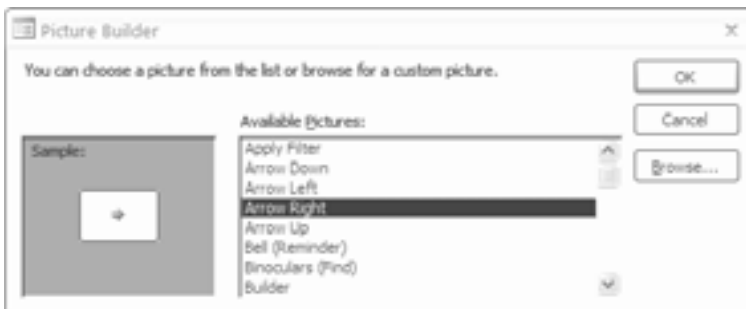 Picture Builder
You can choose a picture from the list or browse for a custom picture.
OK
Cancel
Browse...
Available Pictures:
Sample:
Apply Filter
Arrow Down
Arrow Left
Arrow Right
Arrow Up
Bell (Reminder)
Binoculars (Find)
Builder